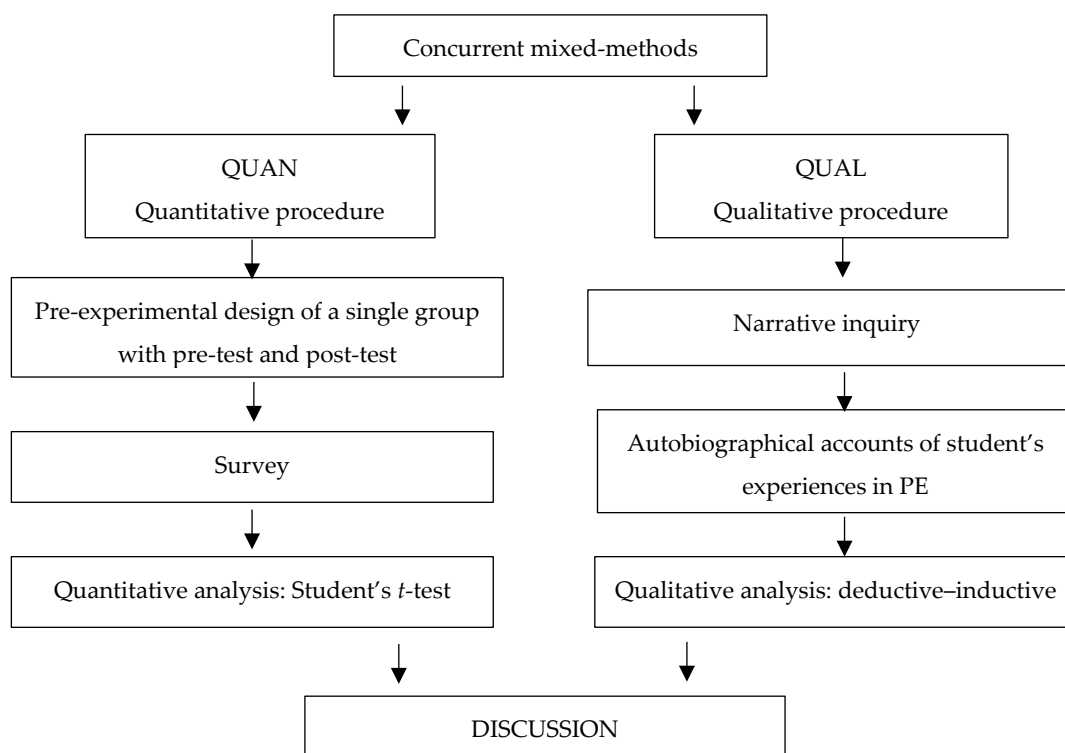 Concurrent mixed-methods
QUAN
Quantitative procedure
QUAL
Qualitative procedure
Pre-experimental design of a single group
with pre-test and post-test
Narrative inquiry
Survey
Autobiographical accounts of student’s
experiences in PE
Quantitative analysis: Student’s t-test
Qualitative analysis: deductive–inductive
DISCUSSION